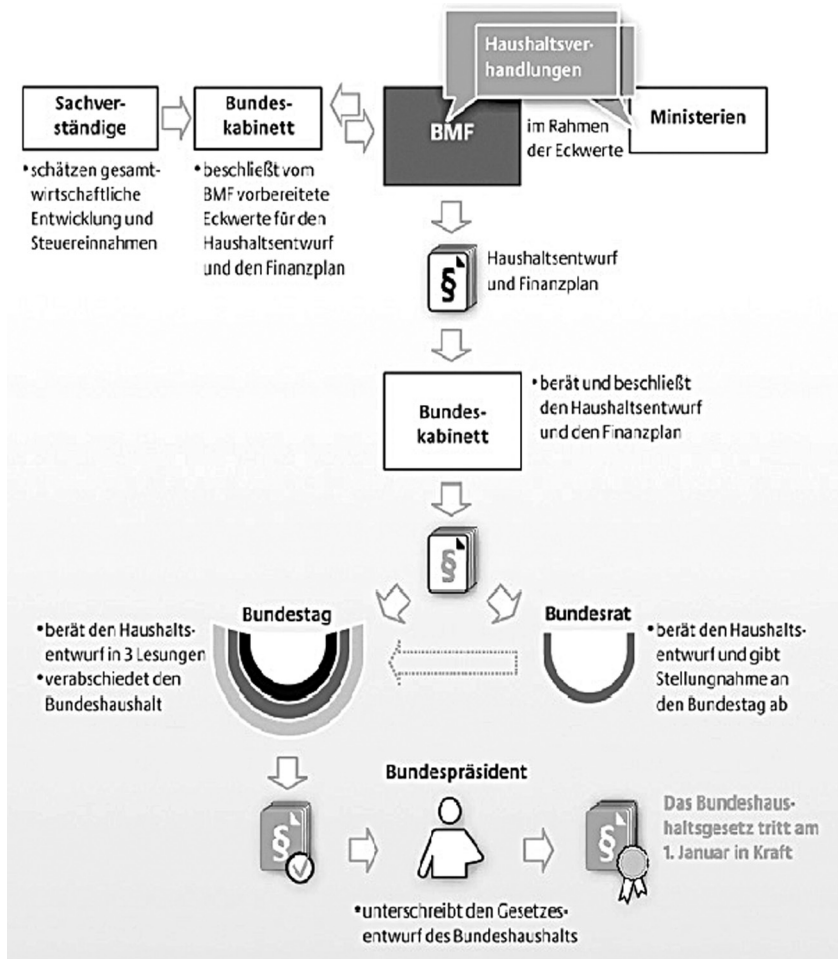 Haushaltsver-
handlungen
Sachver-
ständige
Bundes-
kabinett
BMF
im Rahmen
der Eckwerte
Ministerien
•schätzen gesamt-
wirtschaftliche
Entwicklung und
Steuereinnahmen
•beschließt vom
BMF vorbereitete
Eckwerte für den
Haushaltsentwurf
und den Finanzplan
§
Haushaltsentwurf
und Finanzplan
Bundes-
kabinett
•berät und beschließt
den Haushaltsentwurf
und den Finanzplan
§
Bundestag
•berät den Haushalts-
entwurf in 3 Lesungen
•verabschiedet den
Bundeshaushalt
Bundesrat
•berät den Haushalts-
entwurf und gibt
Stellungnahme an
den Bundestag ab
§
Bundespräsident
•unterschreibt den Gesetzes-
entwurf des Bundeshaushalts
§
Das Bundeshaus-
haltsgesetz tritt am
1. Januar in Kraft